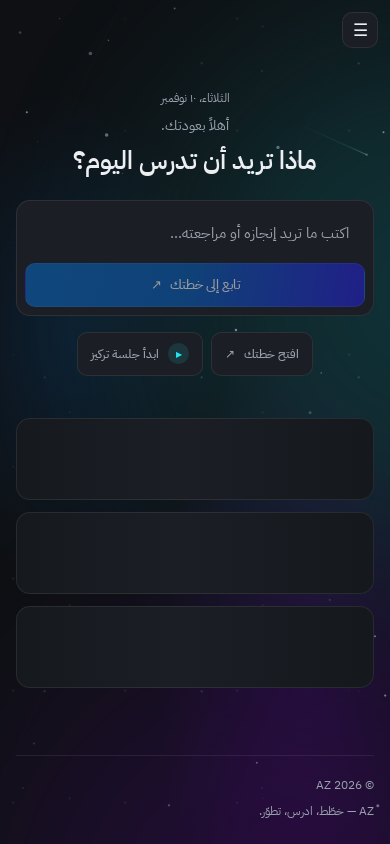 ☰
الثلاثاء، ١٠ نوفمبر
أهلاً بعودتك.
ماذا تريد أن تدرس اليوم؟
اكتب ما تريد إنجازه أو مراجعته...
تابع إلى خطتك ↗
افتح خطتك ↗
ابدأ جلسة تركيز
AZ 2026 ©
AZ — خطّط، ادرس، تطوّر.